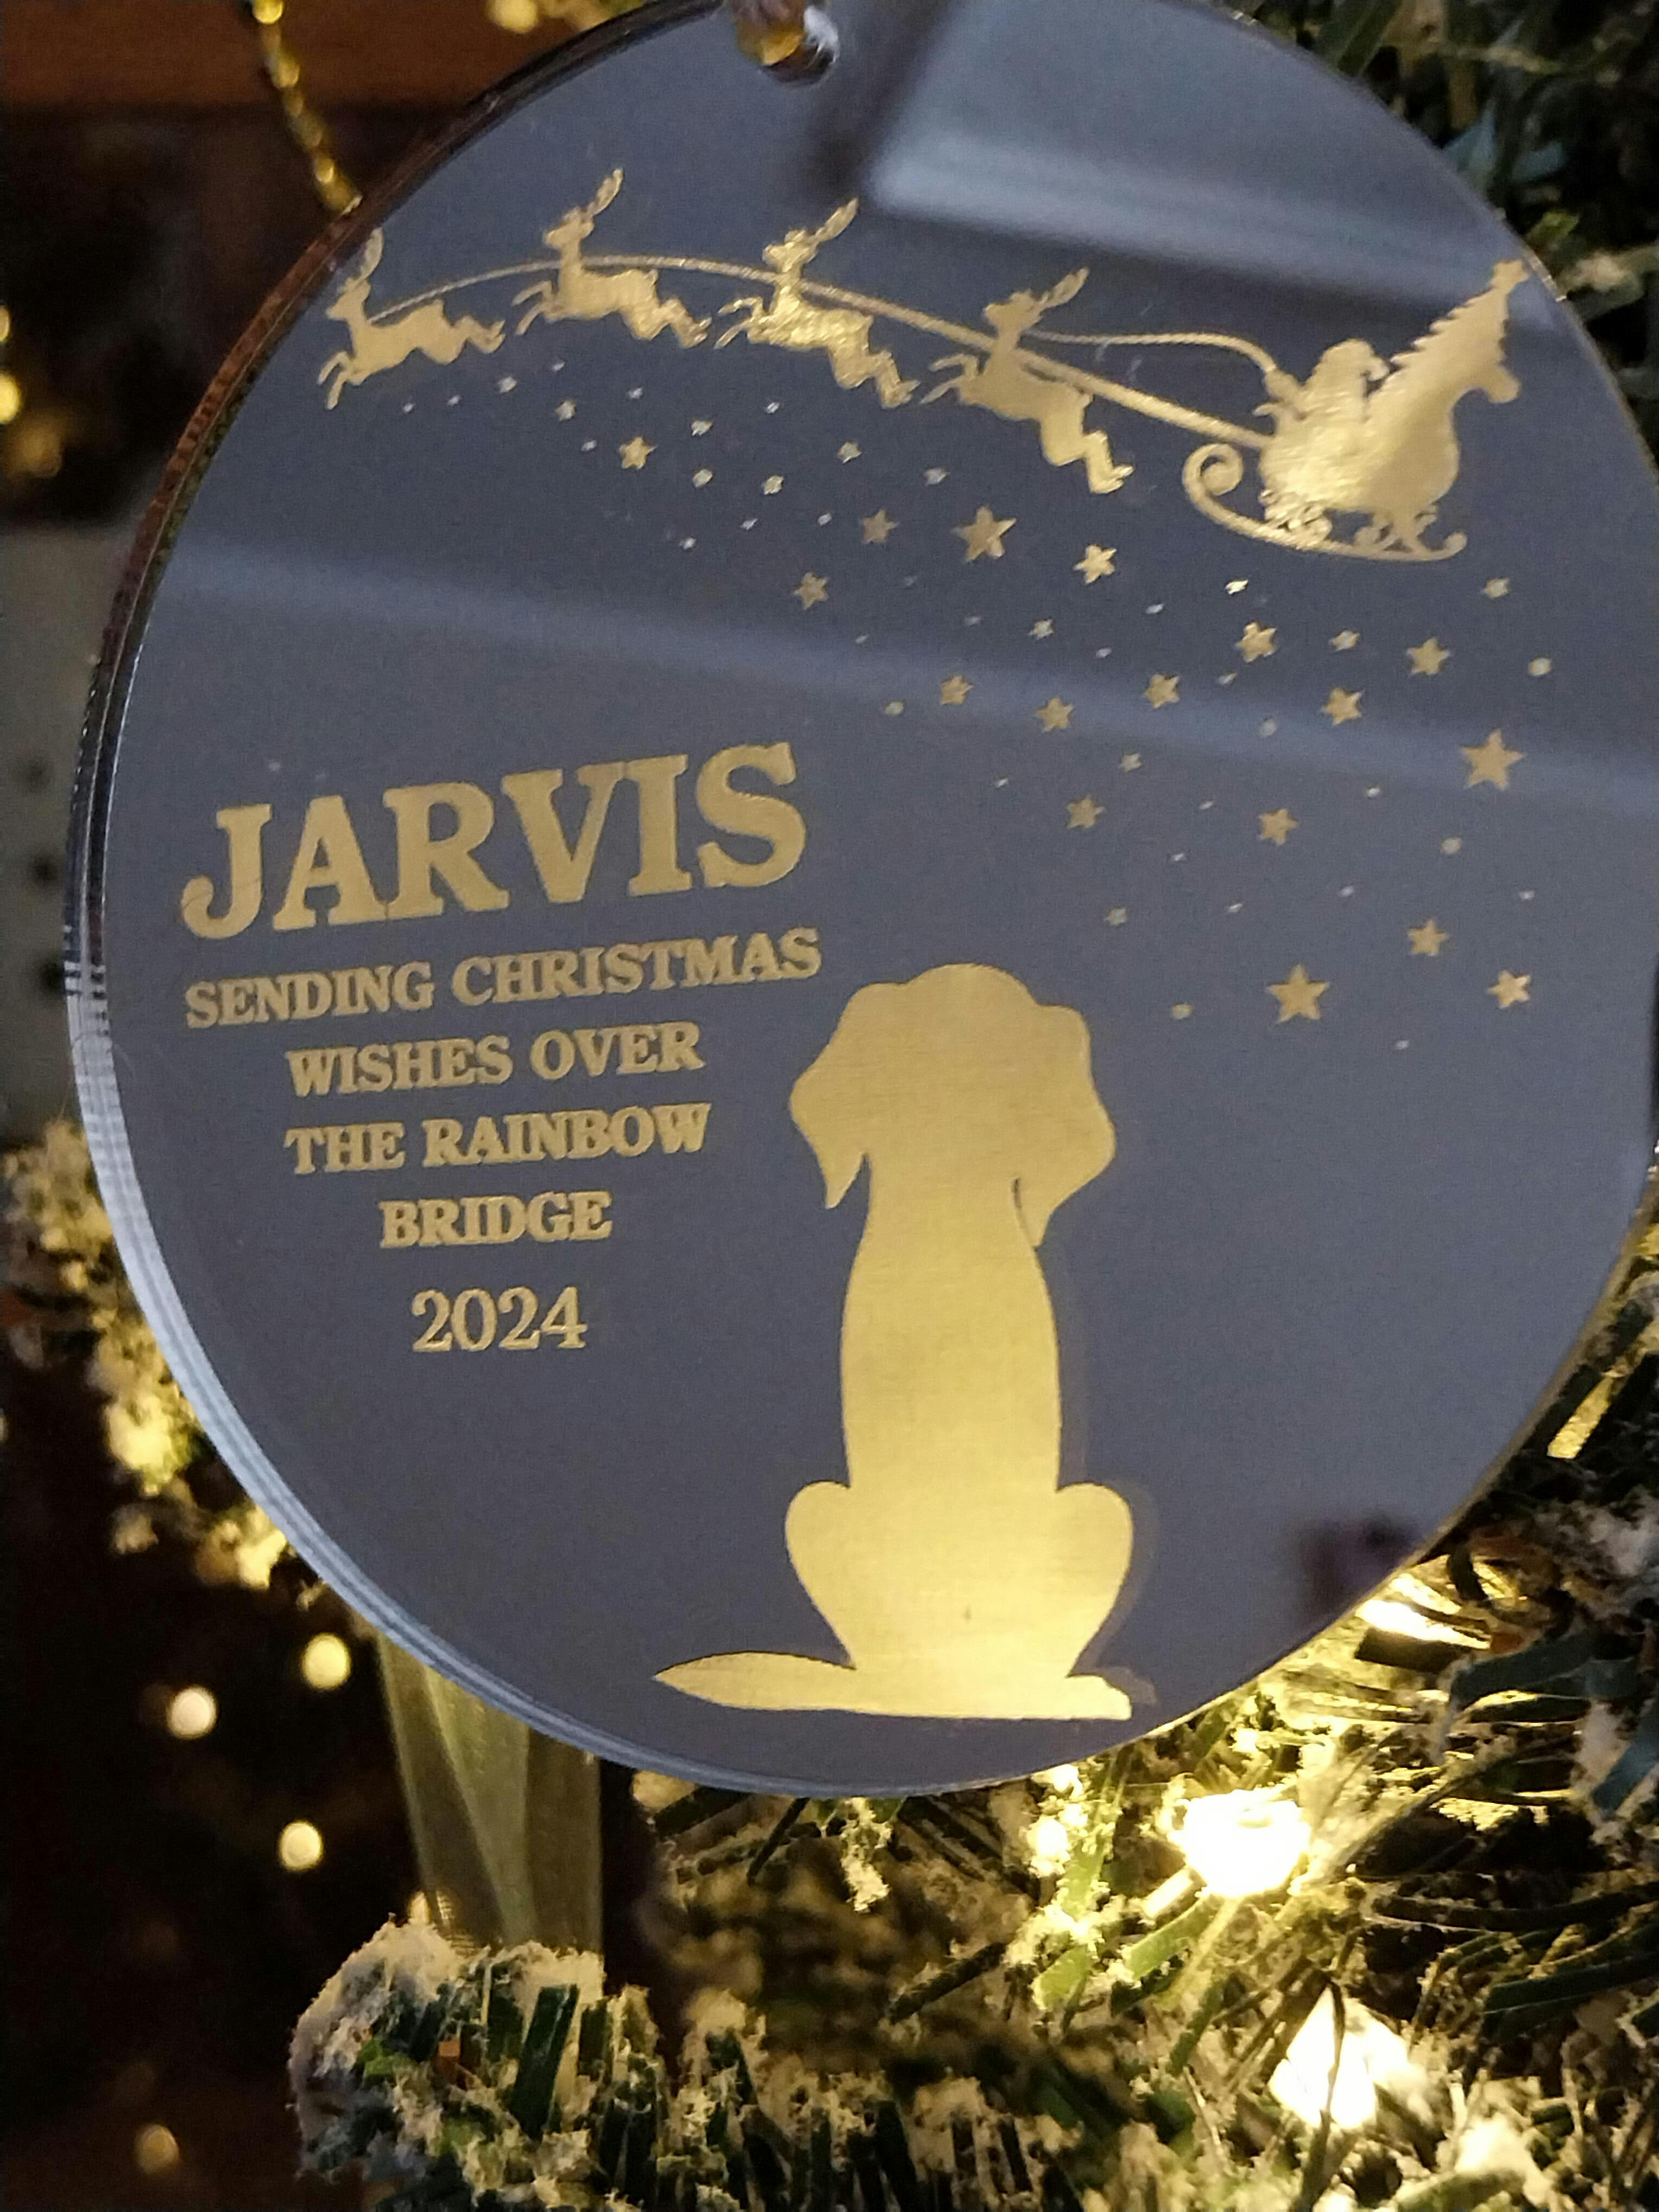 JARVIS
SENDING CHRISTMAS
WISHES OVER
THE RAINBOW
BRIDGE
2024